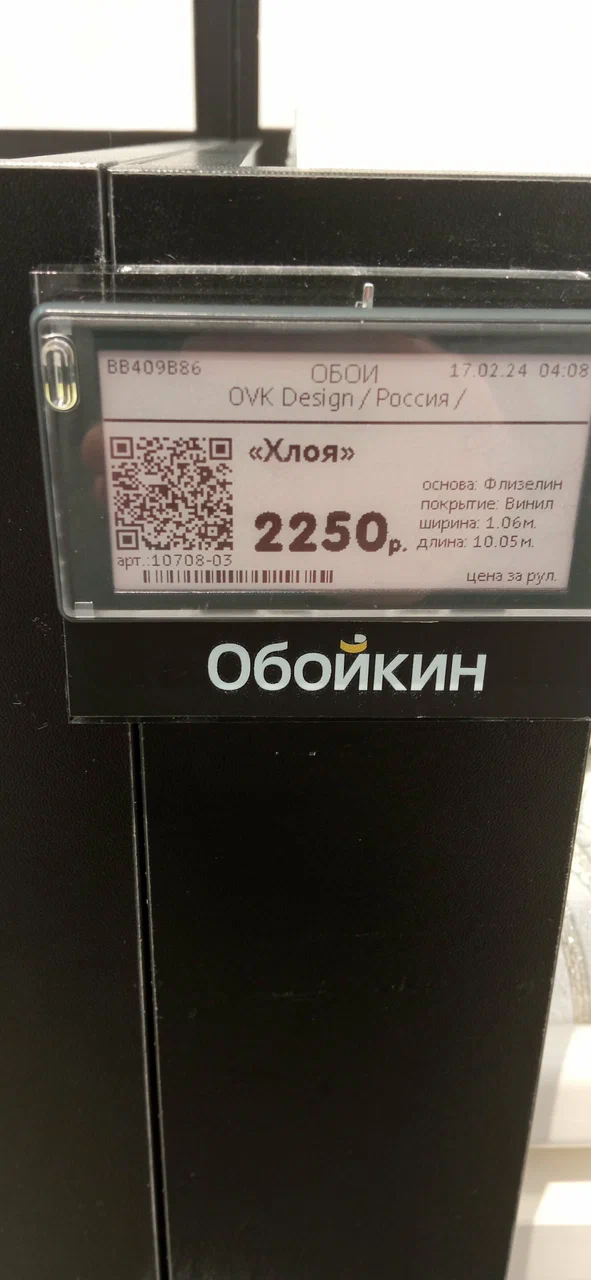 BB409B86
ОБОИ
17.02.24 04:08
OVK Design / Россия /
«Хлоя»
основа: Флизелин
покрытие: Винил
ширина: 1.06м.
длина: 10.05м.
2250р.
арт.:10708-03
цена за рул.
Обойкин